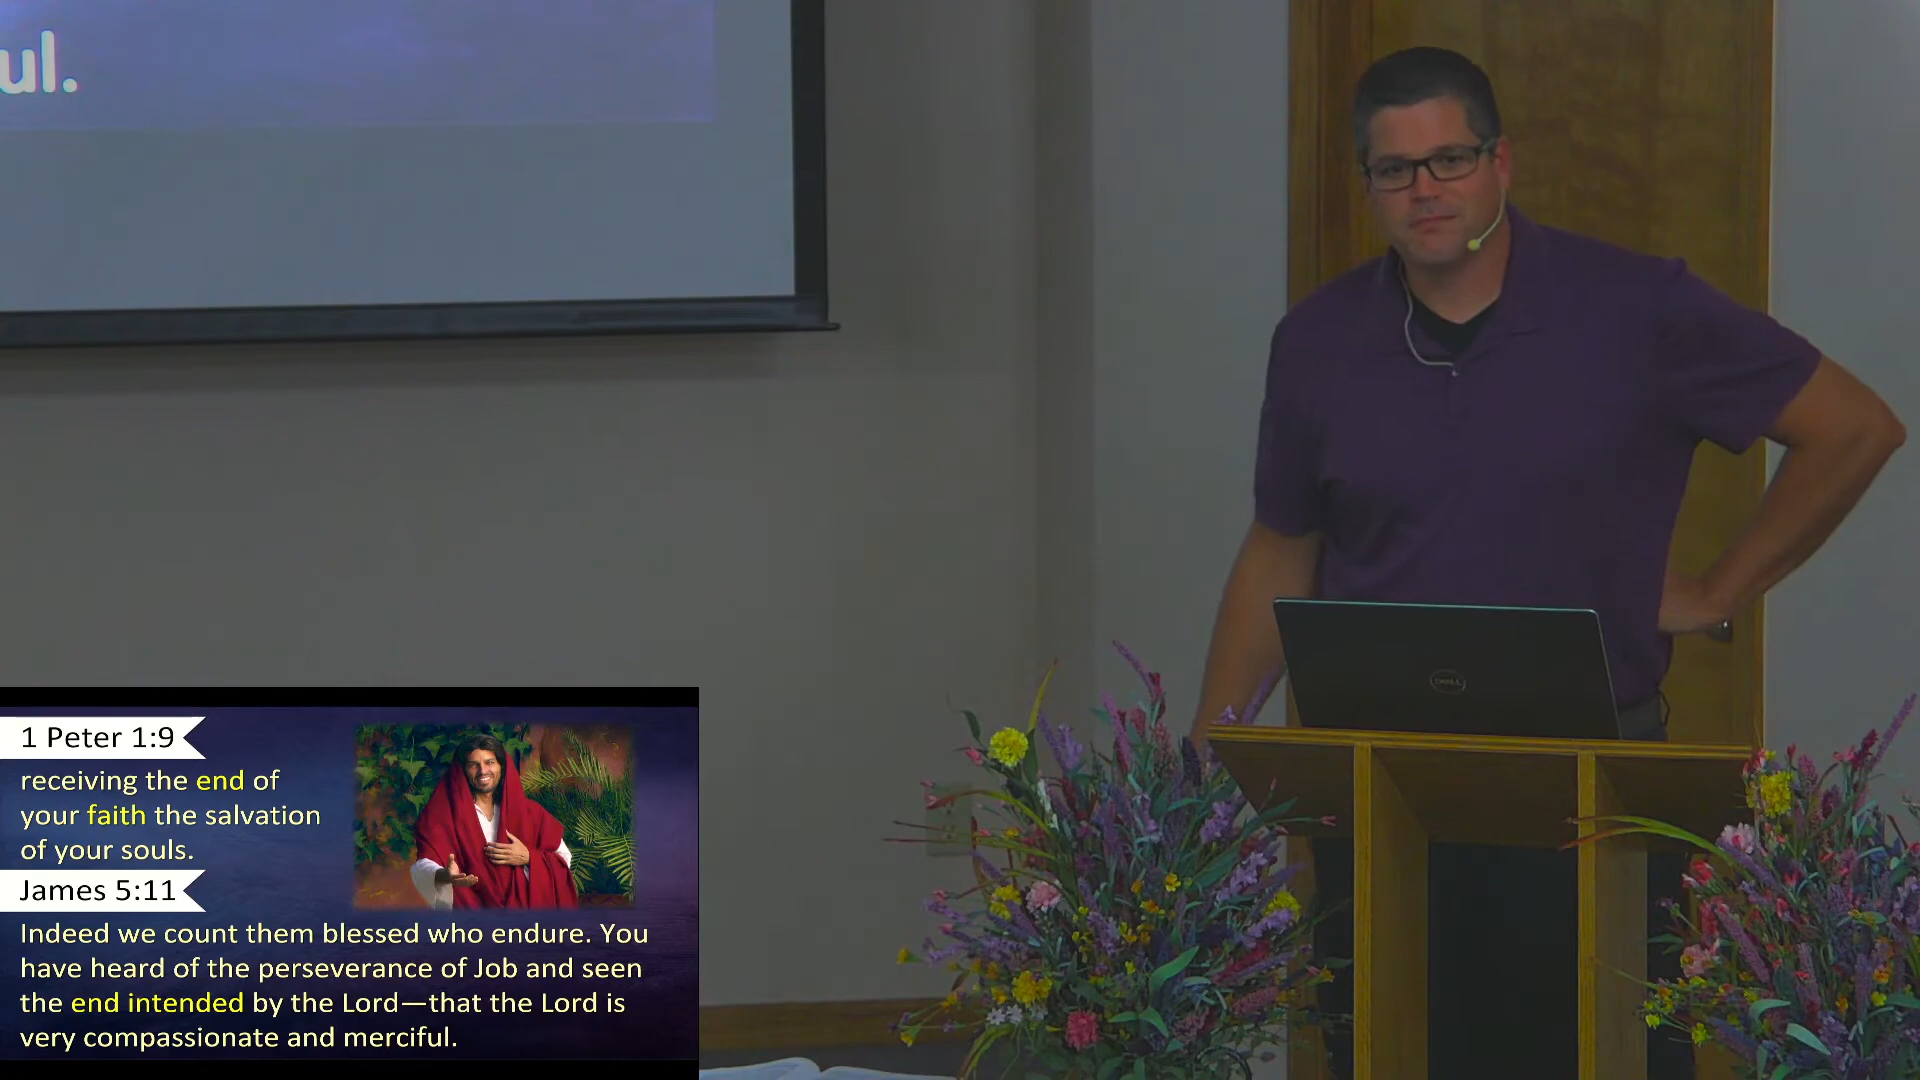 ul.
1 Peter 1:9
receiving the end of
your faith the salvation
of your souls.
James 5:11
Indeed we count them blessed who endure. You
have heard of the perseverance of Job and seen
the end intended by the Lord—that the Lord is
very compassionate and merciful.
DELL